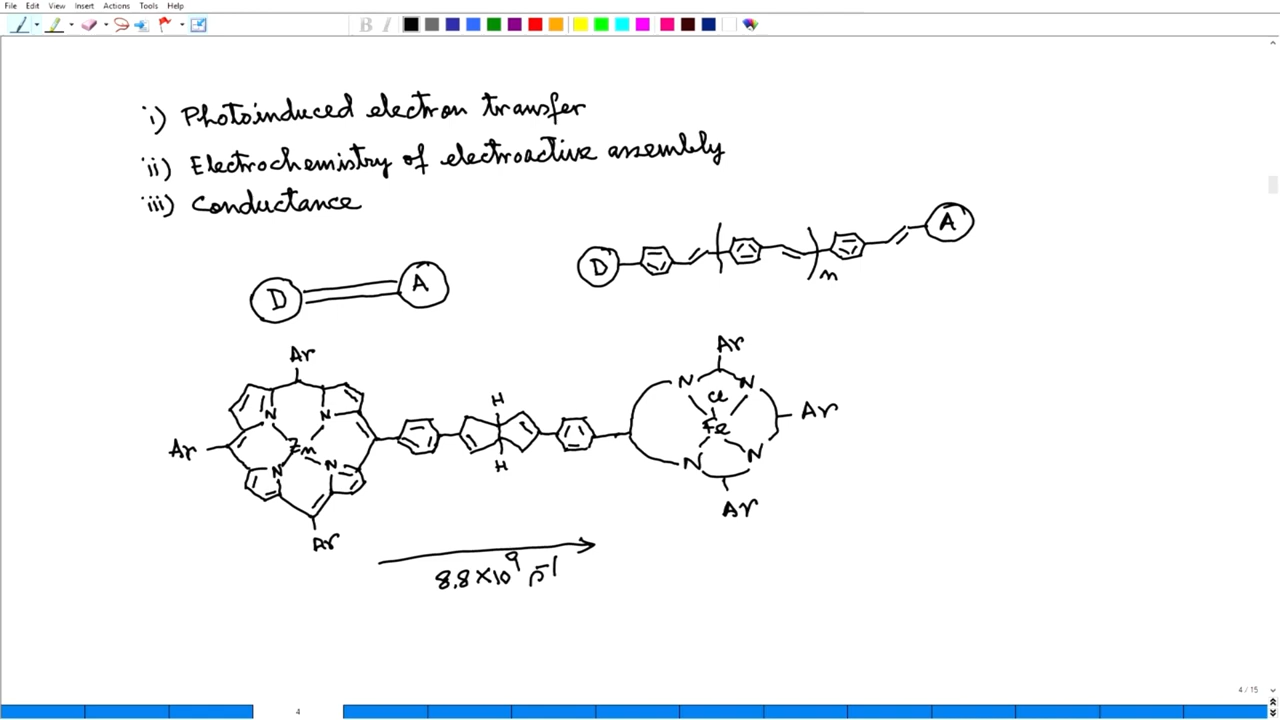 File Edit View Insert Actions Tools Help
B I
i) Photoinduced electron transfer
ii) Electrochemistry of electroactive assembly
iii) Conductance
D A
D n A
Ar
N N
Ar Zn
N N
Ar
H
H
Ar
N N
Cl
Fe Ar
N N
Ar
8.8×10⁹ s⁻¹
4 / 15
4